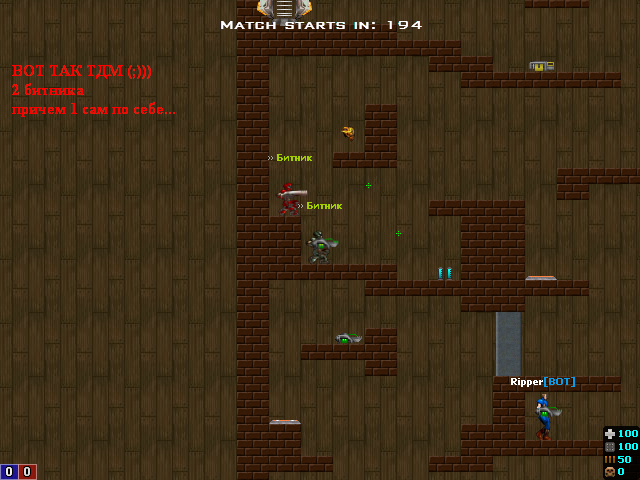 Match starts in: 194
ВОТ ТАК ТДМ (;)))
2 битника
причем 1 сам по себе...
» Битник
» Битник
Ripper[BOT]
100
100
50
0
0 0